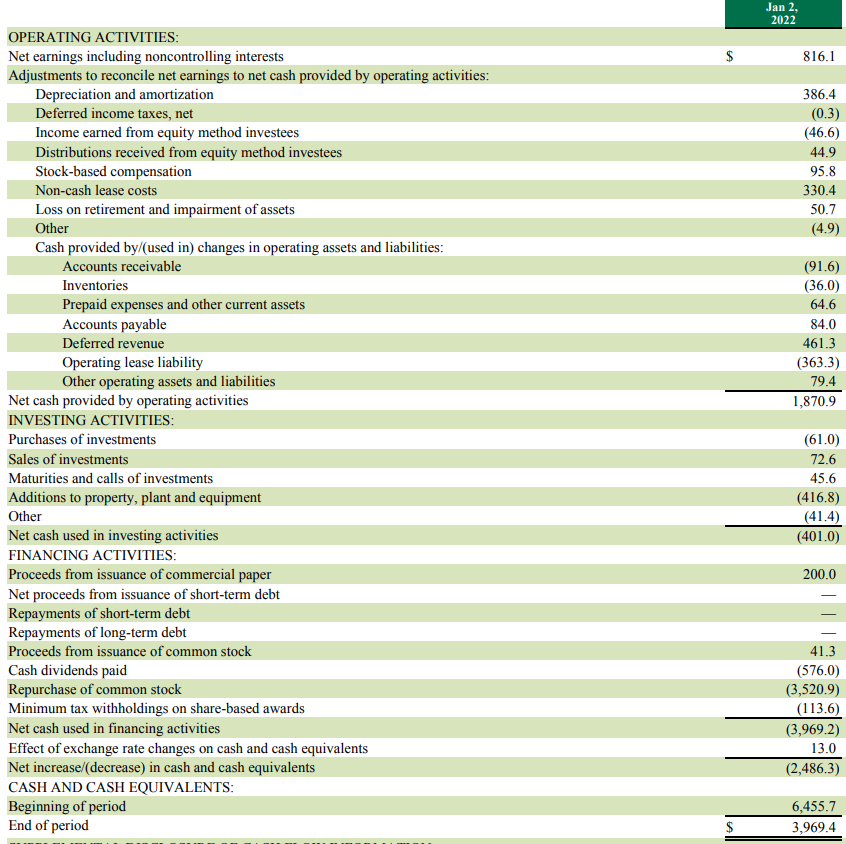 Jan 2,
2022
OPERATING ACTIVITIES:
Net earnings including noncontrolling interests $ 816.1
Adjustments to reconcile net earnings to net cash provided by operating activities:
Depreciation and amortization 386.4
Deferred income taxes, net (0.3)
Income earned from equity method investees (46.6)
Distributions received from equity method investees 44.9
Stock-based compensation 95.8
Non-cash lease costs 330.4
Loss on retirement and impairment of assets 50.7
Other (4.9)
Cash provided by/(used in) changes in operating assets and liabilities:
Accounts receivable (91.6)
Inventories (36.0)
Prepaid expenses and other current assets 64.6
Accounts payable 84.0
Deferred revenue 461.3
Operating lease liability (363.3)
Other operating assets and liabilities 79.4
Net cash provided by operating activities 1,870.9
INVESTING ACTIVITIES:
Purchases of investments (61.0)
Sales of investments 72.6
Maturities and calls of investments 45.6
Additions to property, plant and equipment (416.8)
Other (41.4)
Net cash used in investing activities (401.0)
FINANCING ACTIVITIES:
Proceeds from issuance of commercial paper 200.0
Net proceeds from issuance of short-term debt —
Repayments of short-term debt —
Repayments of long-term debt —
Proceeds from issuance of common stock 41.3
Cash dividends paid (576.0)
Repurchase of common stock (3,520.9)
Minimum tax withholdings on share-based awards (113.6)
Net cash used in financing activities (3,969.2)
Effect of exchange rate changes on cash and cash equivalents 13.0
Net increase/(decrease) in cash and cash equivalents (2,486.3)
CASH AND CASH EQUIVALENTS:
Beginning of period 6,455.7
End of period $ 3,969.4